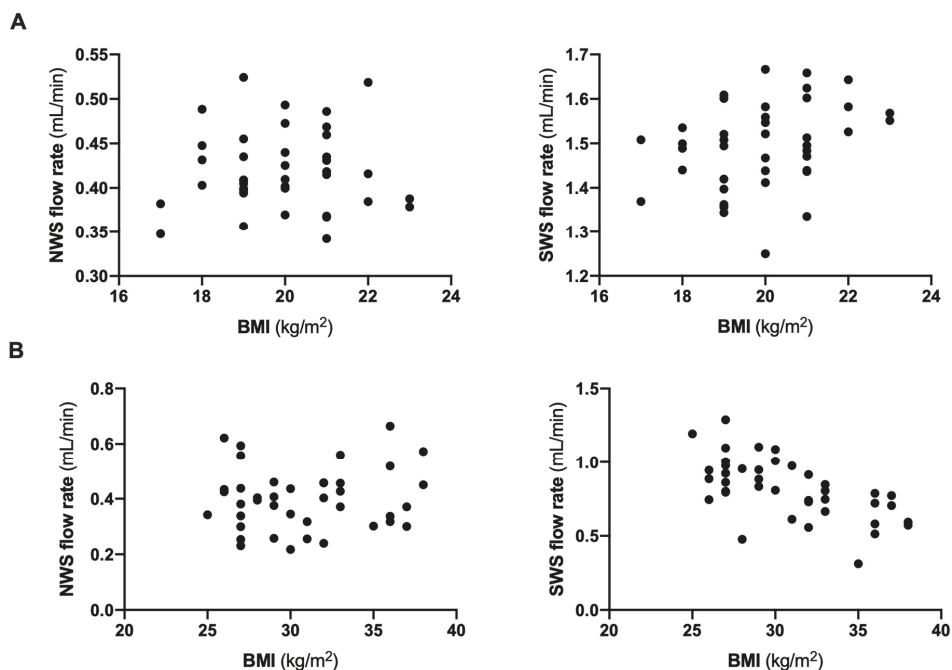 A
NWS flow rate (mL/min)
0.55
0.50
0.45
0.40
0.35
0.30
16 18 20 22 24
BMI (kg/m²)
SWS flow rate (mL/min)
1.7
1.6
1.5
1.4
1.3
1.2
16 18 20 22 24
BMI (kg/m²)
B
NWS flow rate (mL/min)
0.8
0.6
0.4
0.2
0.0
20 25 30 35 40
BMI (kg/m²)
SWS flow rate (mL/min)
1.5
1.0
0.5
0.0
20 25 30 35 40
BMI (kg/m²)